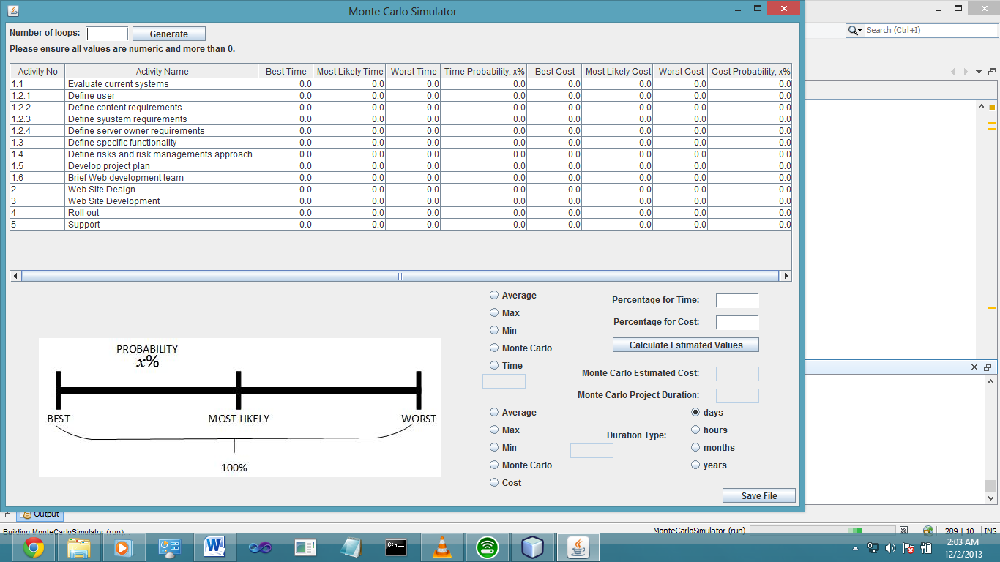 Monte Carlo Simulator
Number of loops: Generate
Search (Ctrl+I)
Please ensure all values are numeric and more than 0.
Activity No Activity Name Best Time Most Likely Time Worst Time Time Probability, x% Best Cost Most Likely Cost Worst Cost Cost Probability, x%
1.1 Evaluate current systems 0.0 0.0 0.0 0.0 0.0 0.0 0.0 0.0
1.2.1 Define user 0.0 0.0 0.0 0.0 0.0 0.0 0.0 0.0
1.2.2 Define content requirements 0.0 0.0 0.0 0.0 0.0 0.0 0.0 0.0
1.2.3 Define syustem requirements 0.0 0.0 0.0 0.0 0.0 0.0 0.0 0.0
1.2.4 Define server owner requirements 0.0 0.0 0.0 0.0 0.0 0.0 0.0 0.0
1.3 Define specific functionality 0.0 0.0 0.0 0.0 0.0 0.0 0.0 0.0
1.4 Define risks and risk managements approach 0.0 0.0 0.0 0.0 0.0 0.0 0.0 0.0
1.5 Develop project plan 0.0 0.0 0.0 0.0 0.0 0.0 0.0 0.0
1.6 Brief Web development team 0.0 0.0 0.0 0.0 0.0 0.0 0.0 0.0
2 Web Site Design 0.0 0.0 0.0 0.0 0.0 0.0 0.0 0.0
3 Web Site Development 0.0 0.0 0.0 0.0 0.0 0.0 0.0 0.0
4 Roll out 0.0 0.0 0.0 0.0 0.0 0.0 0.0 0.0
5 Support 0.0 0.0 0.0 0.0 0.0 0.0 0.0 0.0
PROBABILITY
x%
BEST MOST LIKELY WORST
100%
Average
Max
Min
Monte Carlo
Time
Average
Max
Min
Monte Carlo
Cost
Percentage for Time:
Percentage for Cost:
Calculate Estimated Values
Monte Carlo Estimated Cost:
Monte Carlo Project Duration:
Duration Type:
days
hours
months
years
Save File
Output
Building MonteCarloSimulator (run)
MonteCarloSimulator (run)
289 | 10 INS
C:\
2:03 AM
12/2/2013